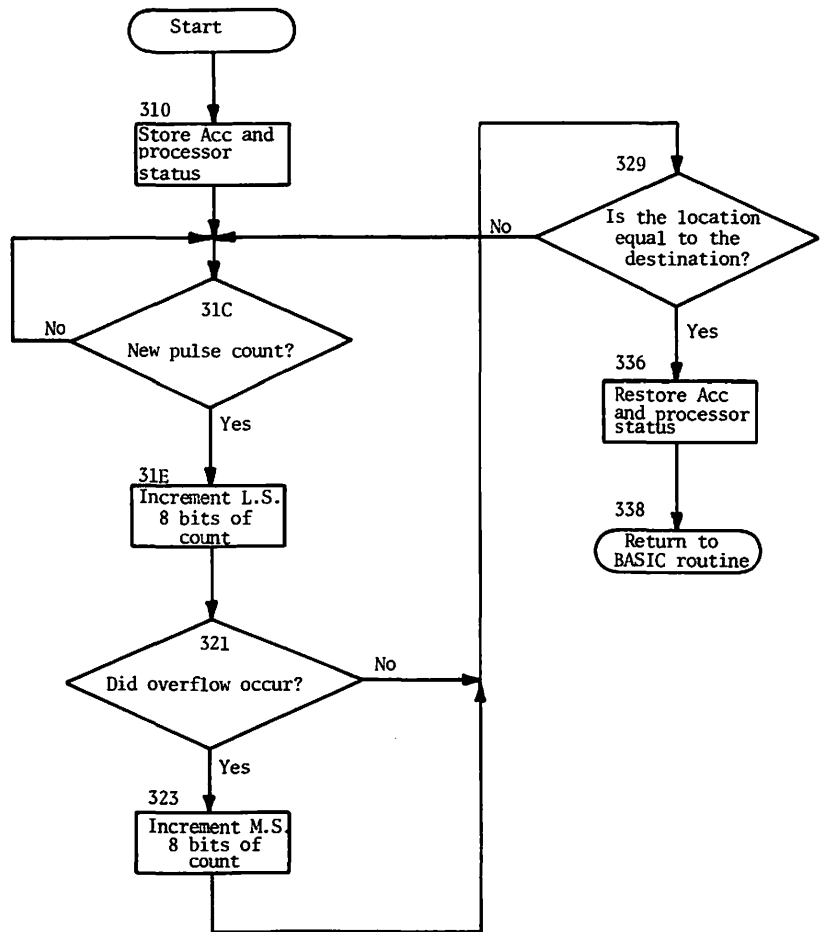 Start
310
Store Acc and
processor
status
No
31C
New pulse count?
Yes
31E
Increment L.S.
8 bits of
count
321
Did overflow occur?
No
Yes
323
Increment M.S.
8 bits of
count
329
Is the location
equal to the
destination?
No
Yes
336
Restore Acc
and processor
status
338
Return to
BASIC routine